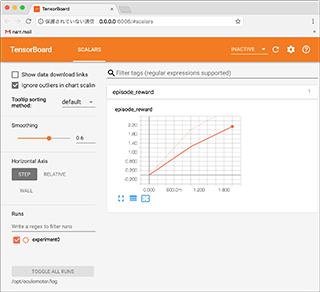 TensorBoard
保護されていない通信 0.0.0.0:6006/#scalars
M nam mail
TensorBoard
SCALARS
INACTIVE
Show data download links
Ignore outliers in chart scaling
Tooltip sorting
method:
default
Smoothing
0.6
Horizontal Axis
STEP
RELATIVE
WALL
Runs
Write a regex to filter runs
experiment0
TOGGLE ALL RUNS
/opt/oculomotor/log
Filter tags (regular expressions supported)
episode_reward
1
episode_reward
2.20
1.80
1.40
1.00
0.600
0.200
-0.200
0.000
600.0m
1.200
1.800